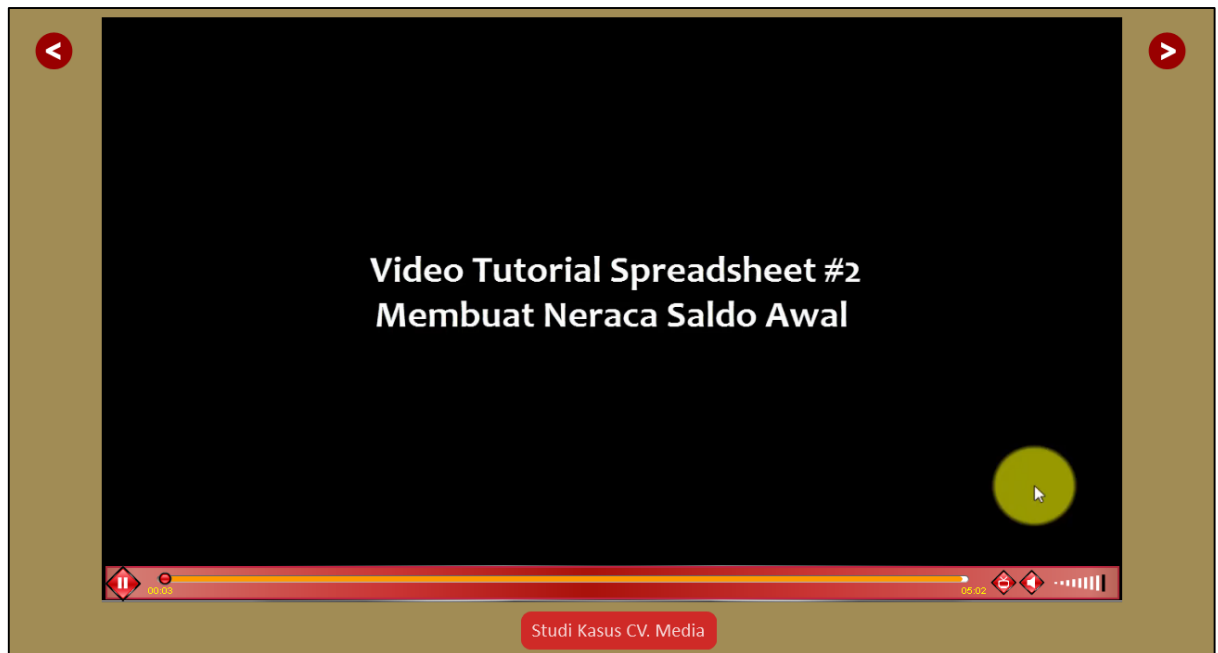 <
>
Video Tutorial Spreadsheet #2
Membuat Neraca Saldo Awal
00:03
05:02
Studi Kasus CV. Media